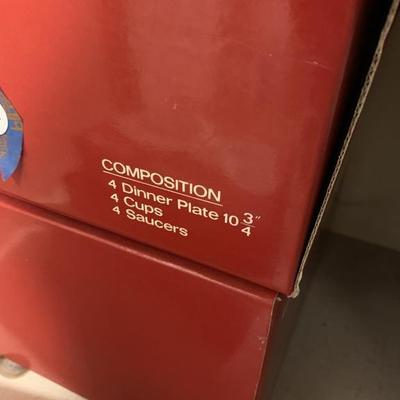 COMPOSITION
4 Dinner Plate 10 3/4"
4 Cups
4 Saucers